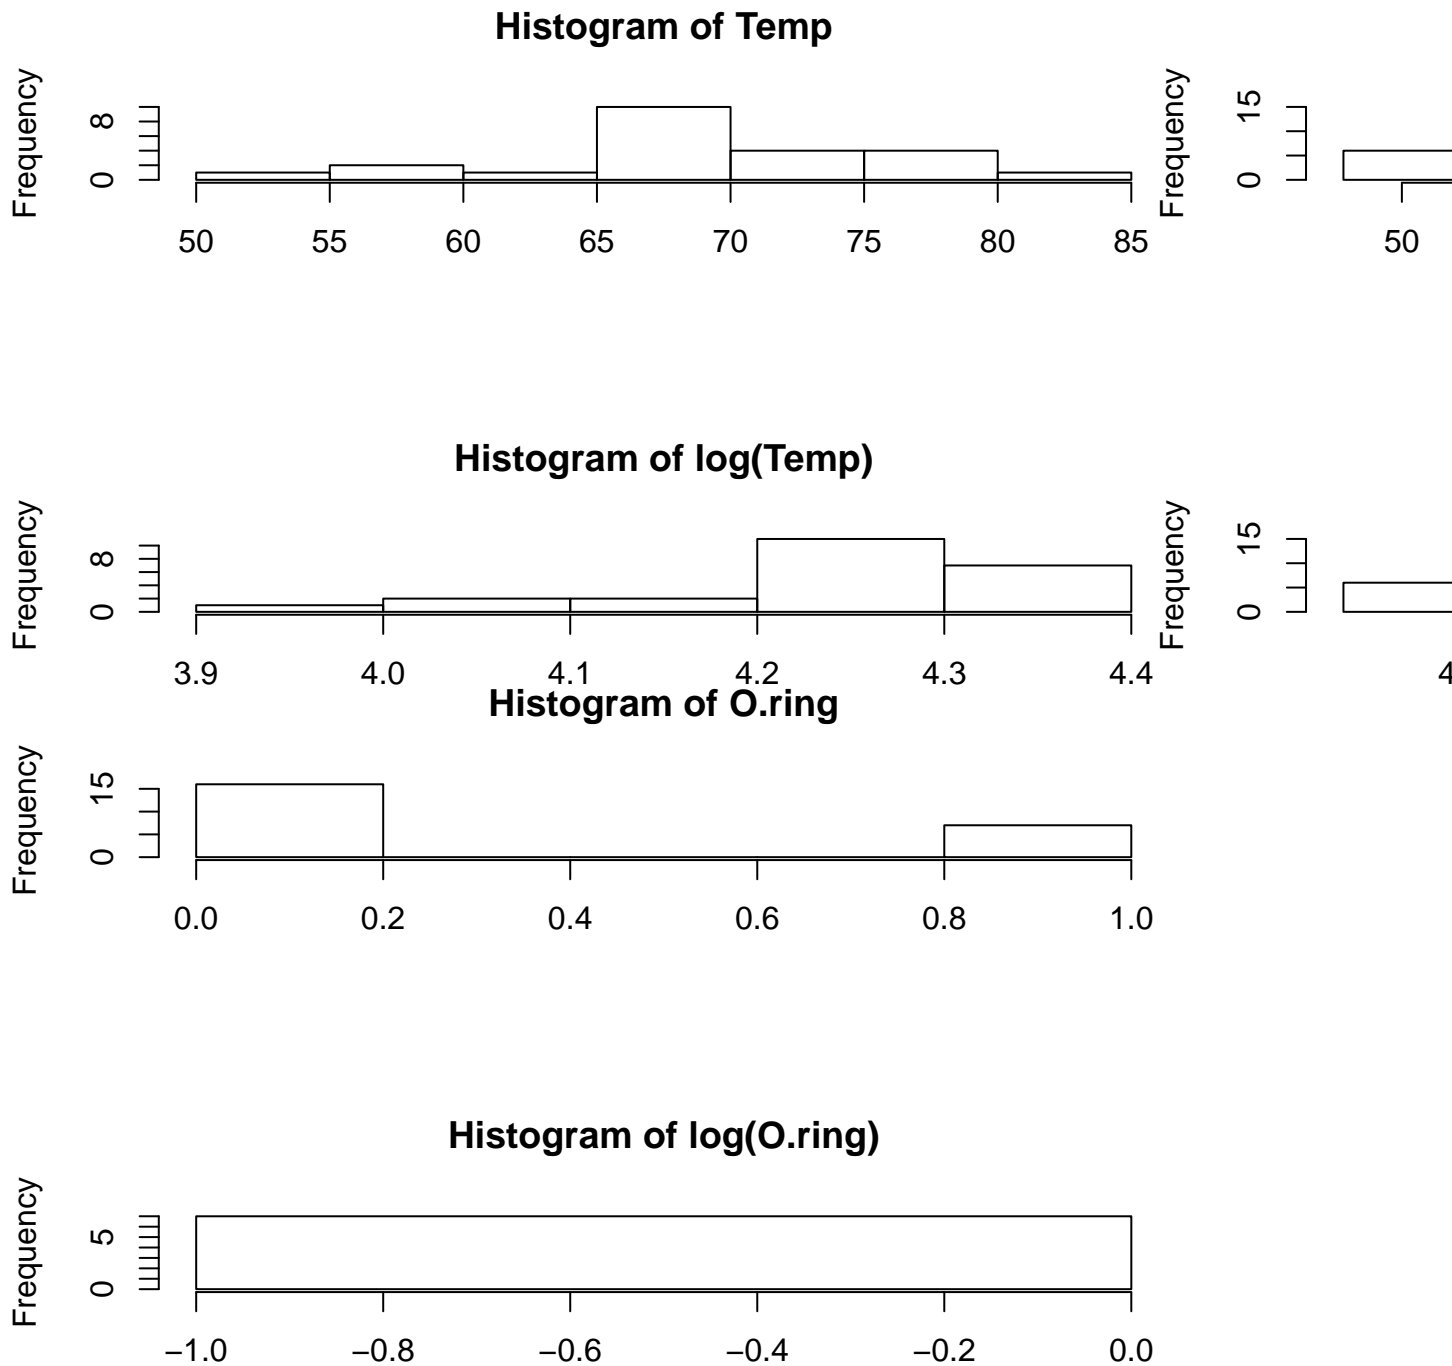 Histogram of Temp
Frequency
0 8
50 55 60 65 70 75 80 85
Frequency
0 15
50
Histogram of log(Temp)
Frequency
0 8
3.9 4.0 4.1 4.2 4.3 4.4
Frequency
0 15
4
Histogram of O.ring
Frequency
0 15
0.0 0.2 0.4 0.6 0.8 1.0
Histogram of log(O.ring)
Frequency
0 5
−1.0 −0.8 −0.6 −0.4 −0.2 0.0